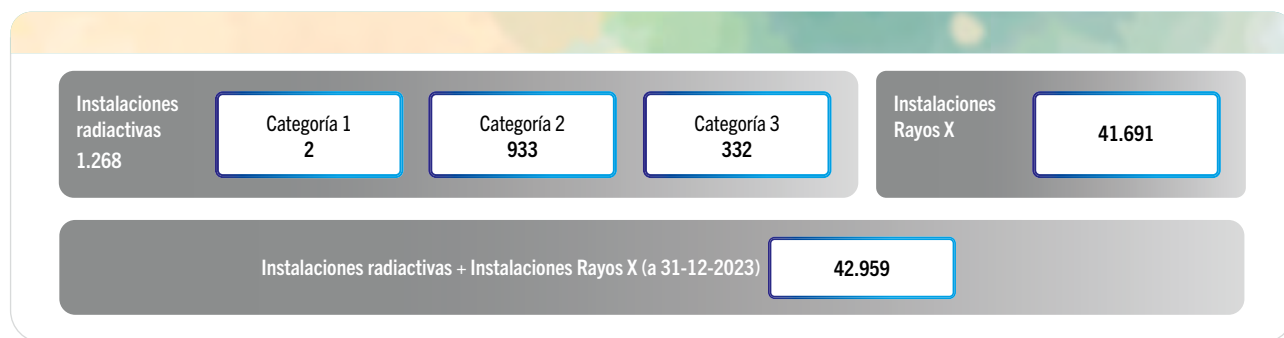 Instalaciones
radiactivas
1.268
Categoría 1
2
Categoría 2
933
Categoría 3
332
Instalaciones
Rayos X
41.691
Instalaciones radiactivas + Instalaciones Rayos X (a 31-12-2023)
42.959